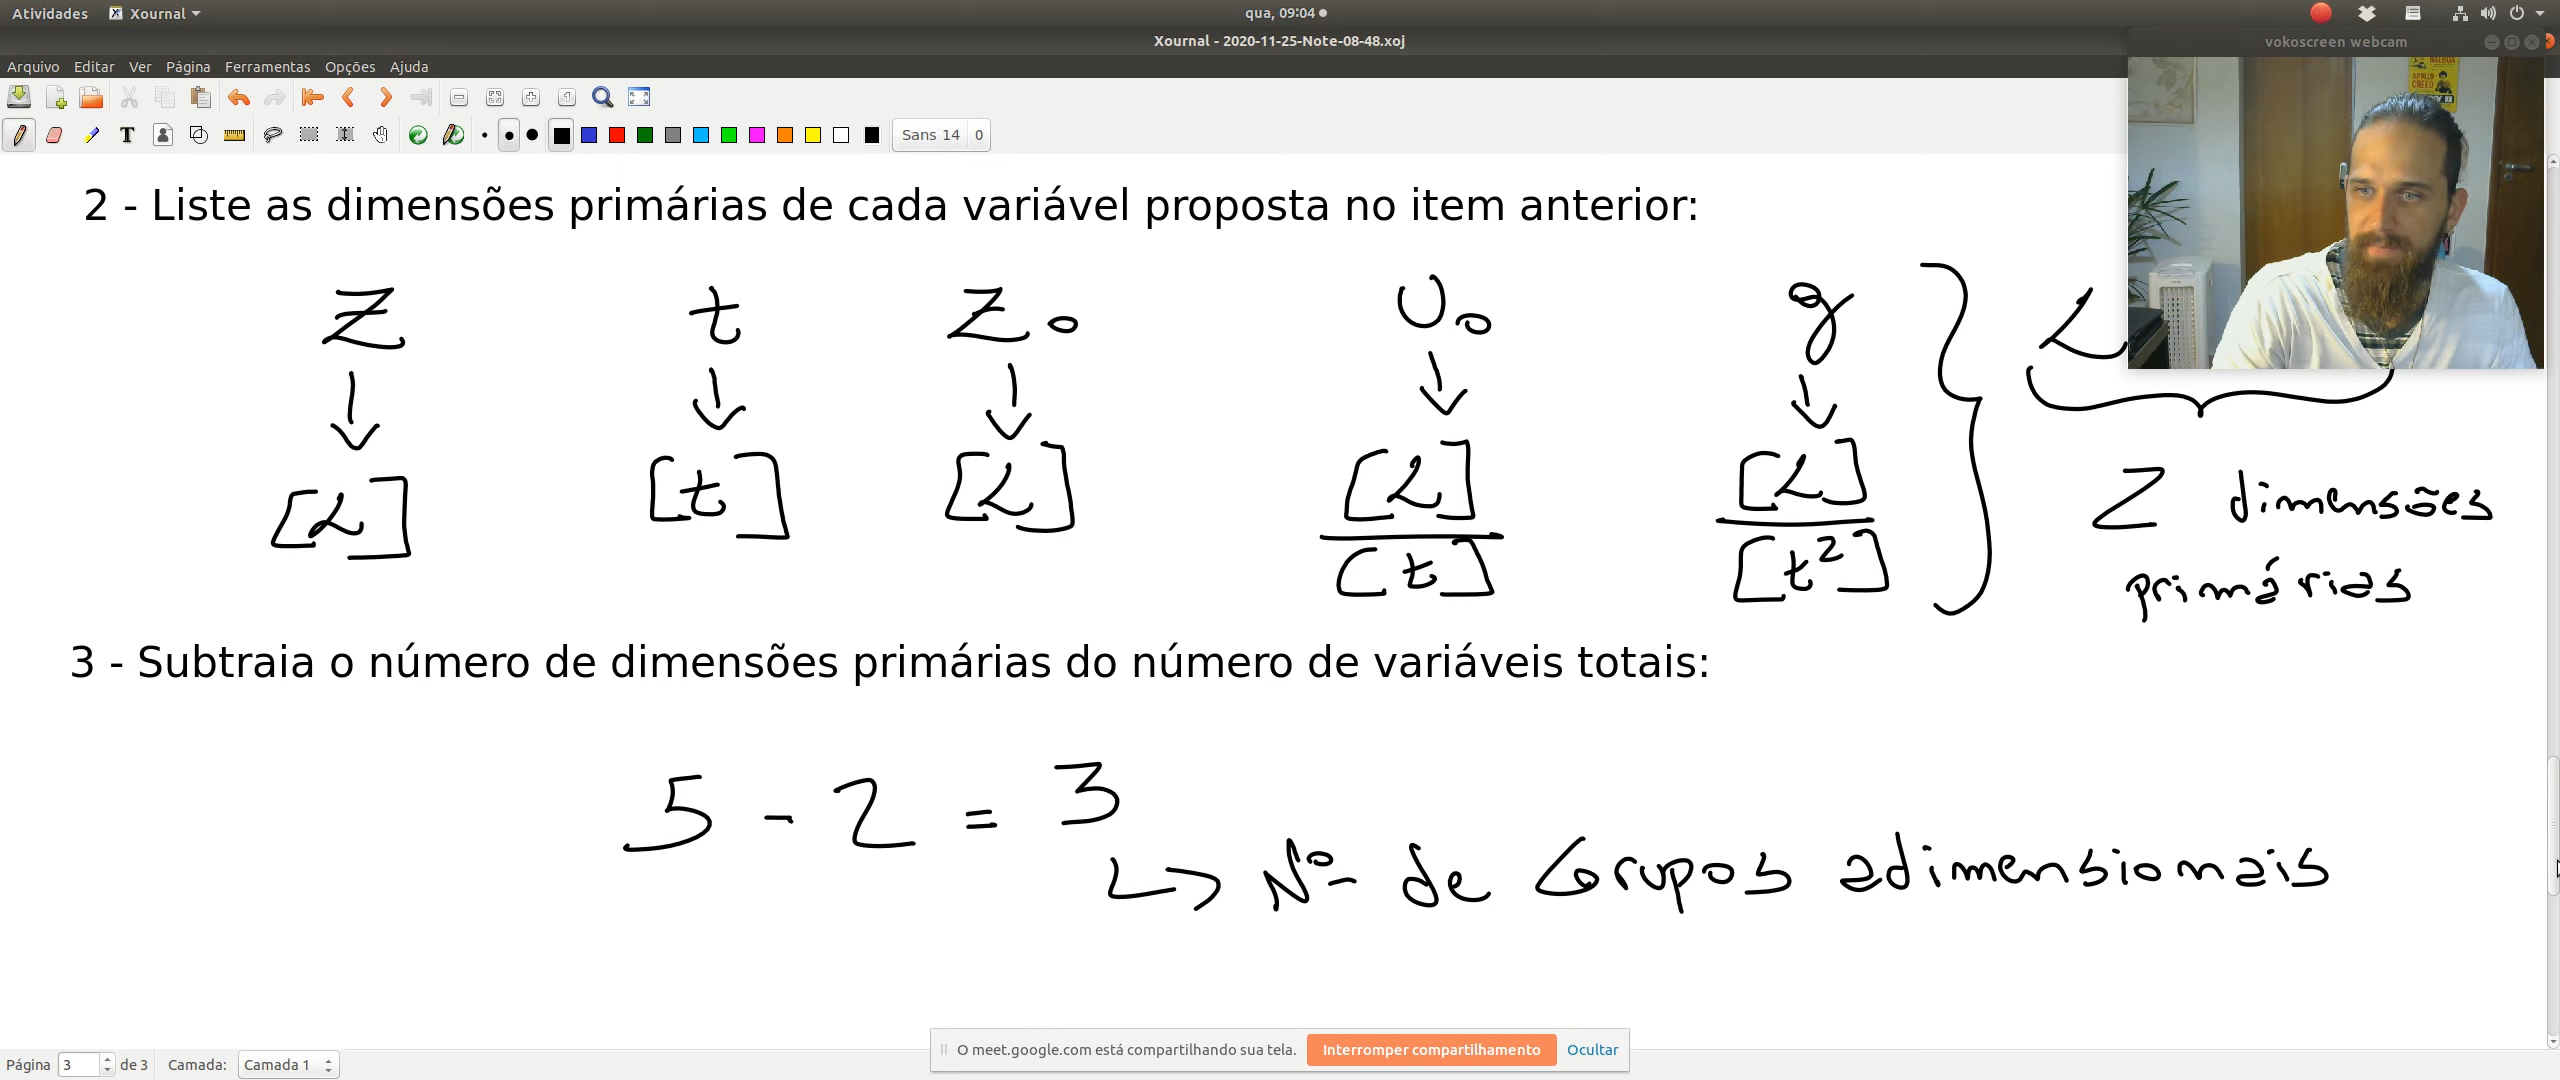 Atividades Xournal qua, 09:04
Xournal - 2020-11-25-Note-08-48.xoj
vokoscreen webcam
Arquivo Editar Ver Página Ferramentas Opções Ajuda
T Sans 14 0
APOLLO
CREED
2 - Liste as dimensões primárias de cada variável proposta no item anterior:
Z t Z₀ U₀ g L
[L] [t] [L] [L]/[t] [L]/[t²]
2 dimensões
primárias
3 - Subtraia o número de dimensões primárias do número de variáveis totais:
5 - 2 = 3
↳ Nº de Grupos adimensionais
O meet.google.com está compartilhando sua tela. Interromper compartilhamento Ocultar
Página 3 de 3 Camada: Camada 1